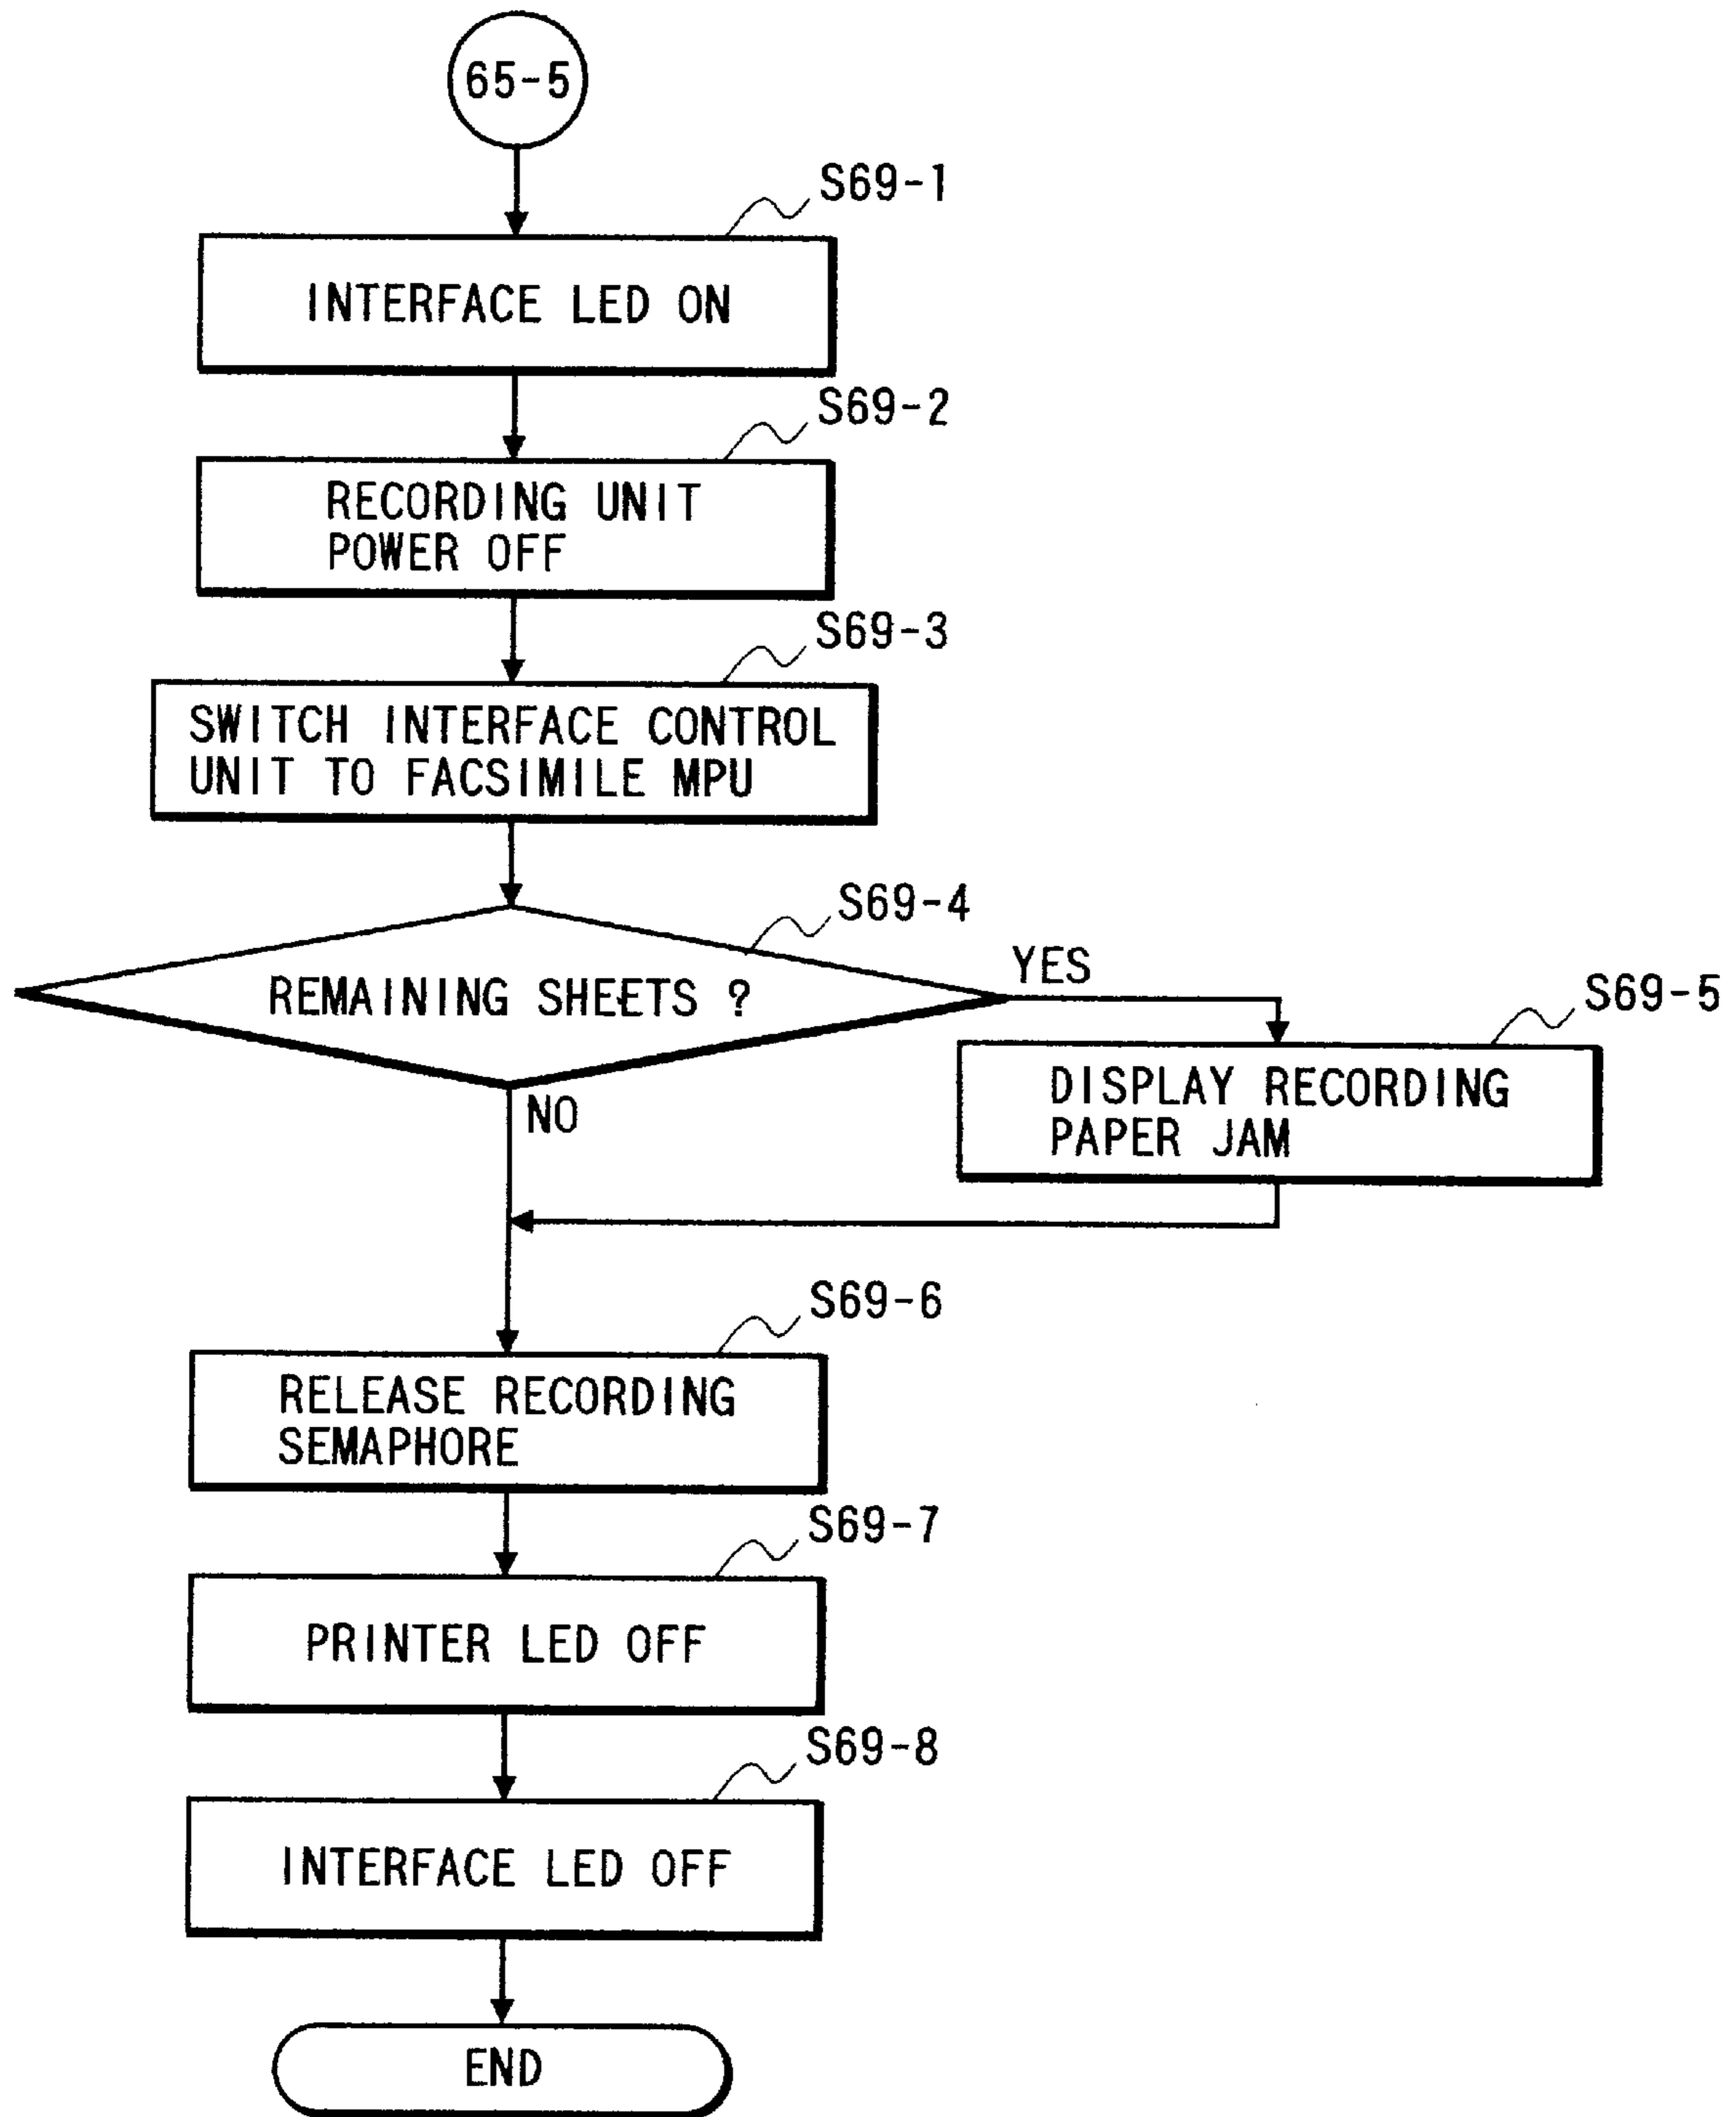 65-5
S69-1
INTERFACE LED ON
S69-2
RECORDING UNIT
POWER OFF
S69-3
SWITCH INTERFACE CONTROL
UNIT TO FACSIMILE MPU
S69-4
REMAINING SHEETS ?
YES
S69-5
DISPLAY RECORDING
PAPER JAM
NO
S69-6
RELEASE RECORDING
SEMAPHORE
S69-7
PRINTER LED OFF
S69-8
INTERFACE LED OFF
END